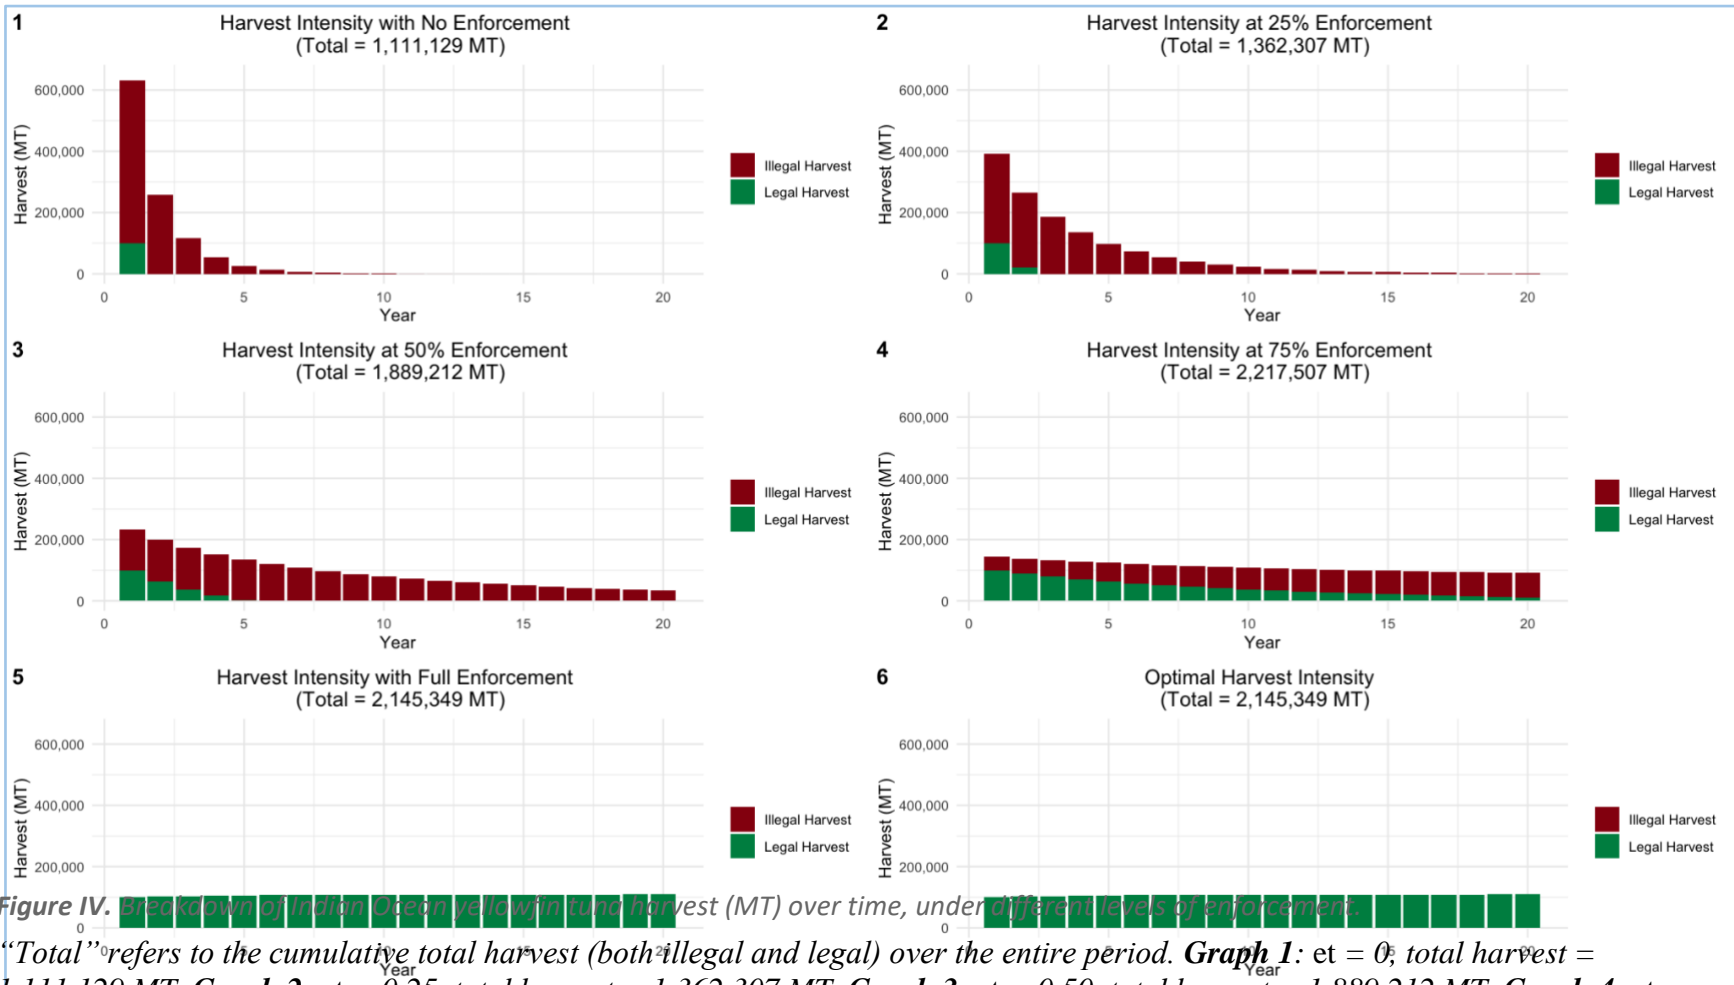 1
Harvest Intensity with No Enforcement
(Total = 1,111,129 MT)
Harvest (MT)
600,000
400,000
200,000
0
0 5 10 15 20
Year
Illegal Harvest
Legal Harvest
2
Harvest Intensity at 25% Enforcement
(Total = 1,362,307 MT)
Harvest (MT)
600,000
400,000
200,000
0
0 5 10 15 20
Year
Illegal Harvest
Legal Harvest
3
Harvest Intensity at 50% Enforcement
(Total = 1,889,212 MT)
Harvest (MT)
600,000
400,000
200,000
0
0 5 10 15 20
Year
Illegal Harvest
Legal Harvest
4
Harvest Intensity at 75% Enforcement
(Total = 2,217,507 MT)
Harvest (MT)
600,000
400,000
200,000
0
0 5 10 15 20
Year
Illegal Harvest
Legal Harvest
5
Harvest Intensity with Full Enforcement
(Total = 2,145,349 MT)
Harvest (MT)
600,000
400,000
200,000
0
Year
Illegal Harvest
Legal Harvest
6
Optimal Harvest Intensity
(Total = 2,145,349 MT)
Harvest (MT)
600,000
400,000
200,000
0
Year
Illegal Harvest
Legal Harvest
Figure IV. Breakdown of Indian Ocean yellowfin tuna harvest (MT) over time, under different levels of enforcement.
“Total” refers to the cumulative total harvest (both illegal and legal) over the entire period. Graph 1: et = 0, total harvest =